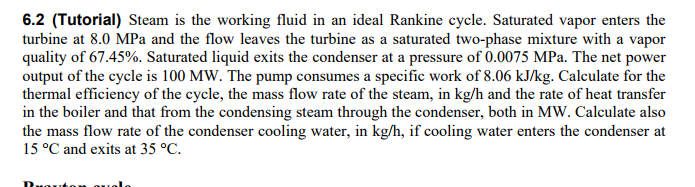 6.2 (Tutorial) Steam is the working fluid in an ideal Rankine cycle. Saturated vapor enters the
turbine at 8.0 MPa and the flow leaves the turbine as a saturated two-phase mixture with a vapor
quality of 67.45%. Saturated liquid exits the condenser at a pressure of 0.0075 MPa. The net power
output of the cycle is 100 MW. The pump consumes a specific work of 8.06 kJ/kg. Calculate for the
thermal efficiency of the cycle, the mass flow rate of the steam, in kg/h and the rate of heat transfer
in the boiler and that from the condensing steam through the condenser, both in MW. Calculate also
the mass flow rate of the condenser cooling water, in kg/h, if cooling water enters the condenser at
15 °C and exits at 35 °C.